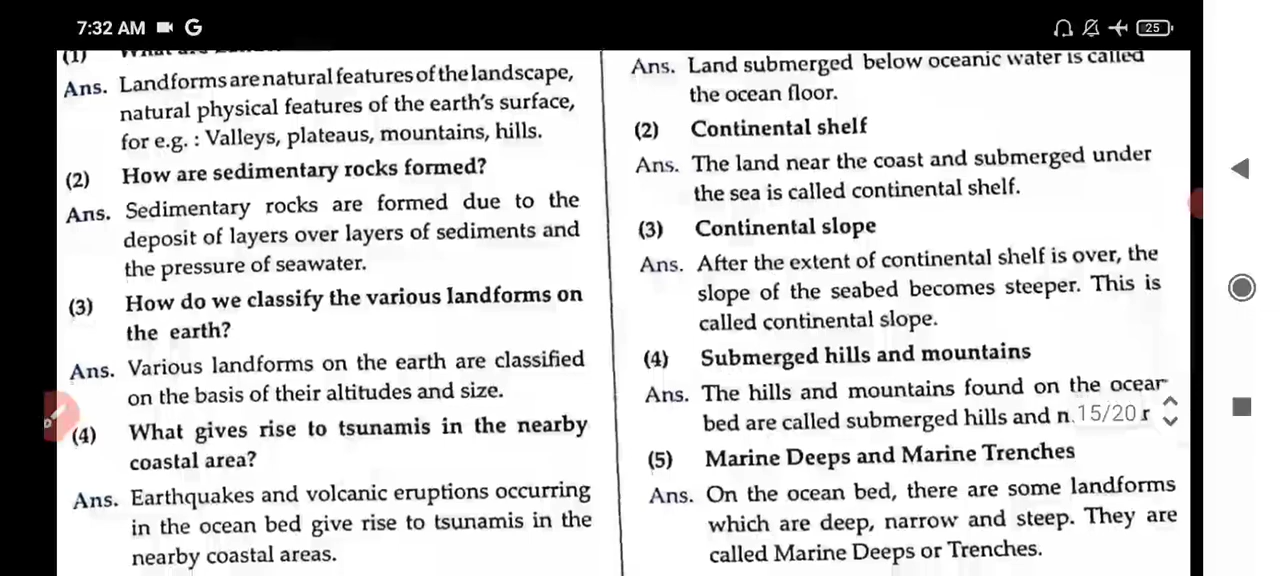 7:32 AM G
25
(1)
Ans. Landforms are natural features of the landscape,
natural physical features of the earth's surface,
for e.g. : Valleys, plateaus, mountains, hills.
(2) How are sedimentary rocks formed?
Ans. Sedimentary rocks are formed due to the
deposit of layers over layers of sediments and
the pressure of seawater.
(3) How do we classify the various landforms on
the earth?
Ans. Various landforms on the earth are classified
on the basis of their altitudes and size.
(4) What gives rise to tsunamis in the nearby
coastal area?
Ans. Earthquakes and volcanic eruptions occurring
in the ocean bed give rise to tsunamis in the
nearby coastal areas.
Ans. Land submerged below oceanic water is called
the ocean floor.
(2) Continental shelf
Ans. The land near the coast and submerged under
the sea is called continental shelf.
(3) Continental slope
Ans. After the extent of continental shelf is over, the
slope of the seabed becomes steeper. This is
called continental slope.
(4) Submerged hills and mountains
Ans. The hills and mountains found on the
bed are called submerged hills and
15/20
(5) Marine Deeps and Marine Trenches
Ans. On the ocean bed, there are some landforms
which are deep, narrow and steep. They are
called Marine Deeps or Trenches.